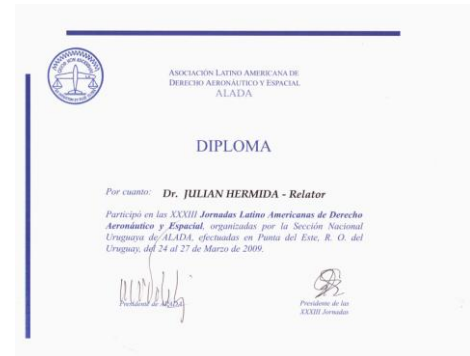 ASOCIACIÓN LATINO AMERICANA DE
DERECHO AERONÁUTICO Y ESPACIAL
ALADA
DIPLOMA
Por cuanto: Dr. JULIAN HERMIDA - Relator
Participó en las XXXIII Jornadas Latino Americanas de Derecho
Aeronáutico y Espacial, organizadas por la Sección Nacional
Uruguaya de ALADA, efectuadas en Punta del Este, R. O. del
Uruguay, del 24 al 27 de Marzo de 2009.
Presidente de ALADA
Presidente de las
XXXIII Jornadas